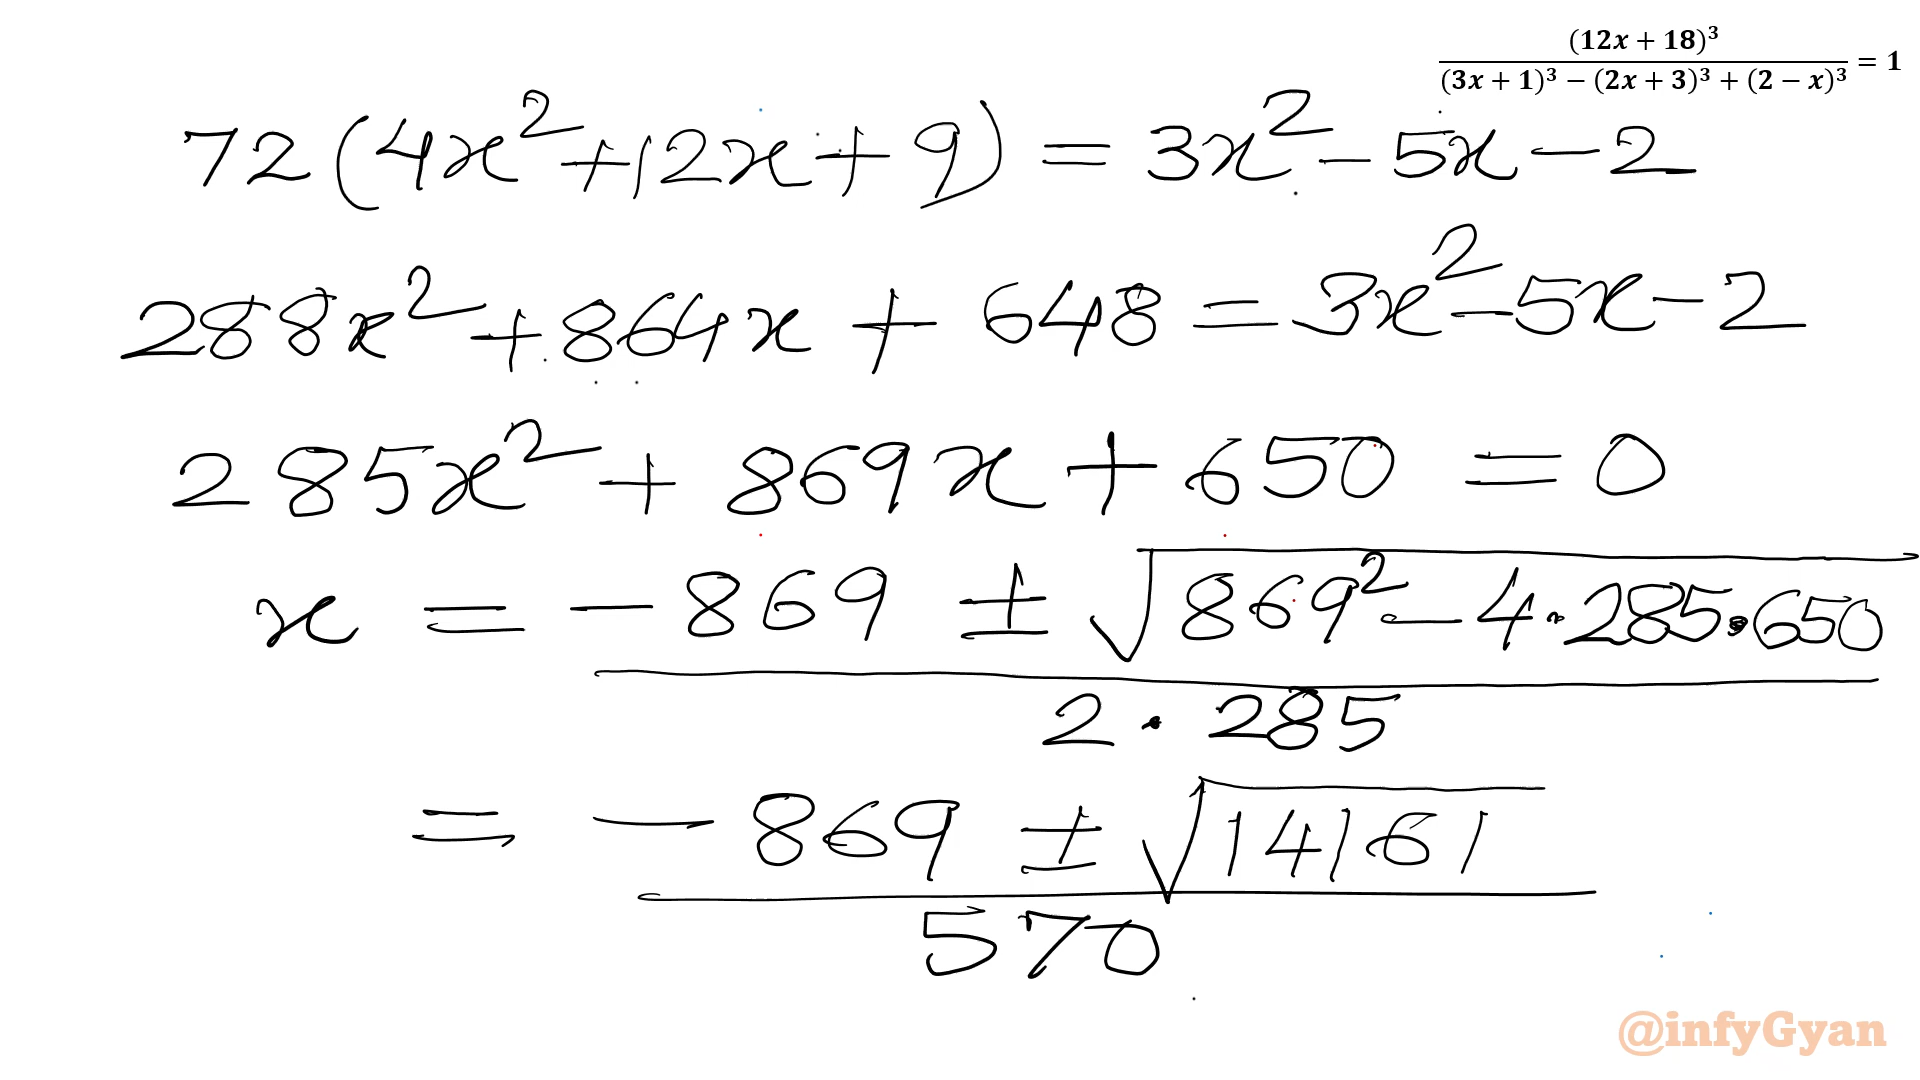 (12x + 18)³ / (3x + 1)³ − (2x + 3)³ + (2 − x)³ = 1
72(4x²+12x+9) = 3x²−5x−2
288x²+864x+648 = 3x²−5x−2
285x²+869x+650 = 0
x = −869 ± √869²−4·285·650 / 2·285
= −869 ± √14161 / 570
@infyGyan